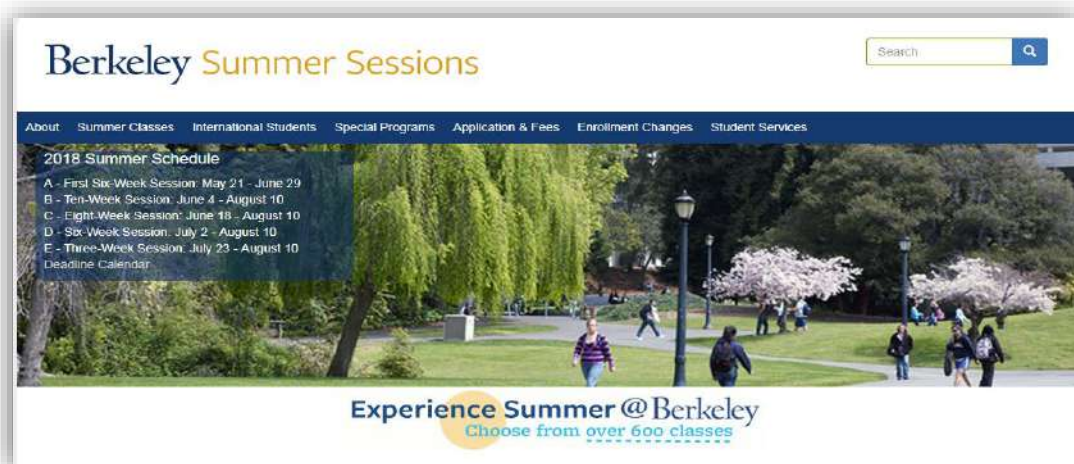 Berkeley Summer Sessions
Search
About Summer Classes International Students Special Programs Application & Fees Enrollment Changes Student Services
2018 Summer Schedule
A - First Six-Week Session: May 21 - June 29
B - Ten-Week Session: June 4 - August 10
C - Eight-Week Session: June 18 - August 10
D - Six-Week Session: July 2 - August 10
E - Three-Week Session: July 23 - August 10
Deadline Calendar
Experience Summer @ Berkeley
Choose from over 600 classes